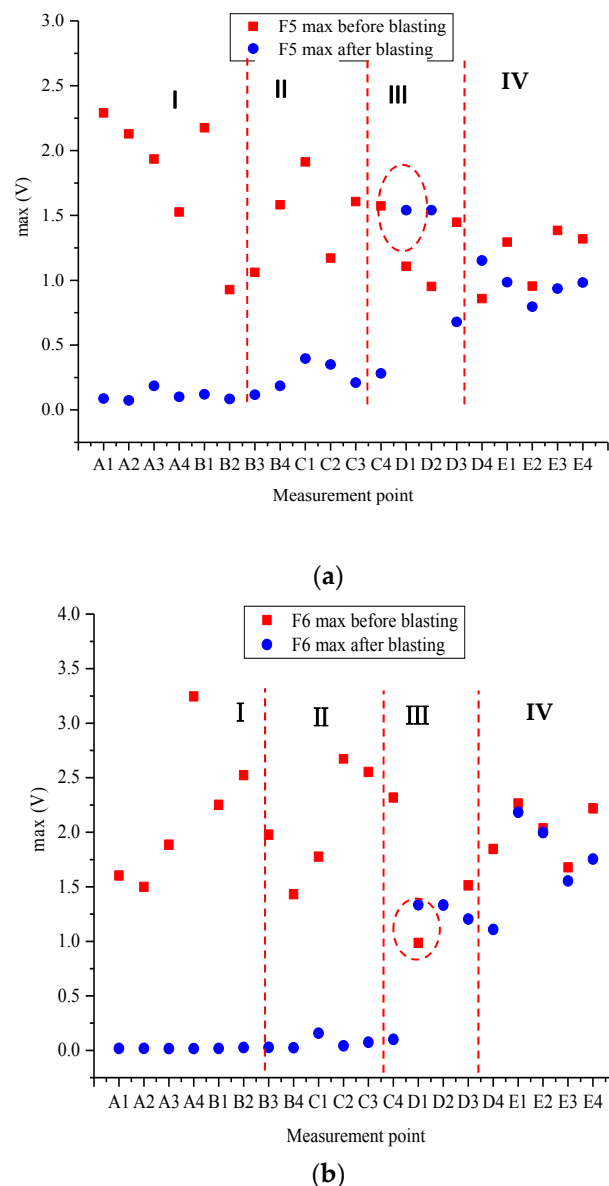 F5 max before blasting
F5 max after blasting
I II III IV
3.0
2.5
2.0
1.5
1.0
0.5
0.0
max (V)
A1 A2 A3 A4 B1 B2 B3 B4 C1 C2 C3 C4 D1 D2 D3 D4 E1 E2 E3 E4
Measurement point
(a)
F6 max before blasting
F6 max after blasting
I II III IV
4.0
3.5
3.0
2.5
2.0
1.5
1.0
0.5
0.0
max (V)
A1 A2 A3 A4 B1 B2 B3 B4 C1 C2 C3 C4 D1 D2 D3 D4 E1 E2 E3 E4
Measurement point
(b)